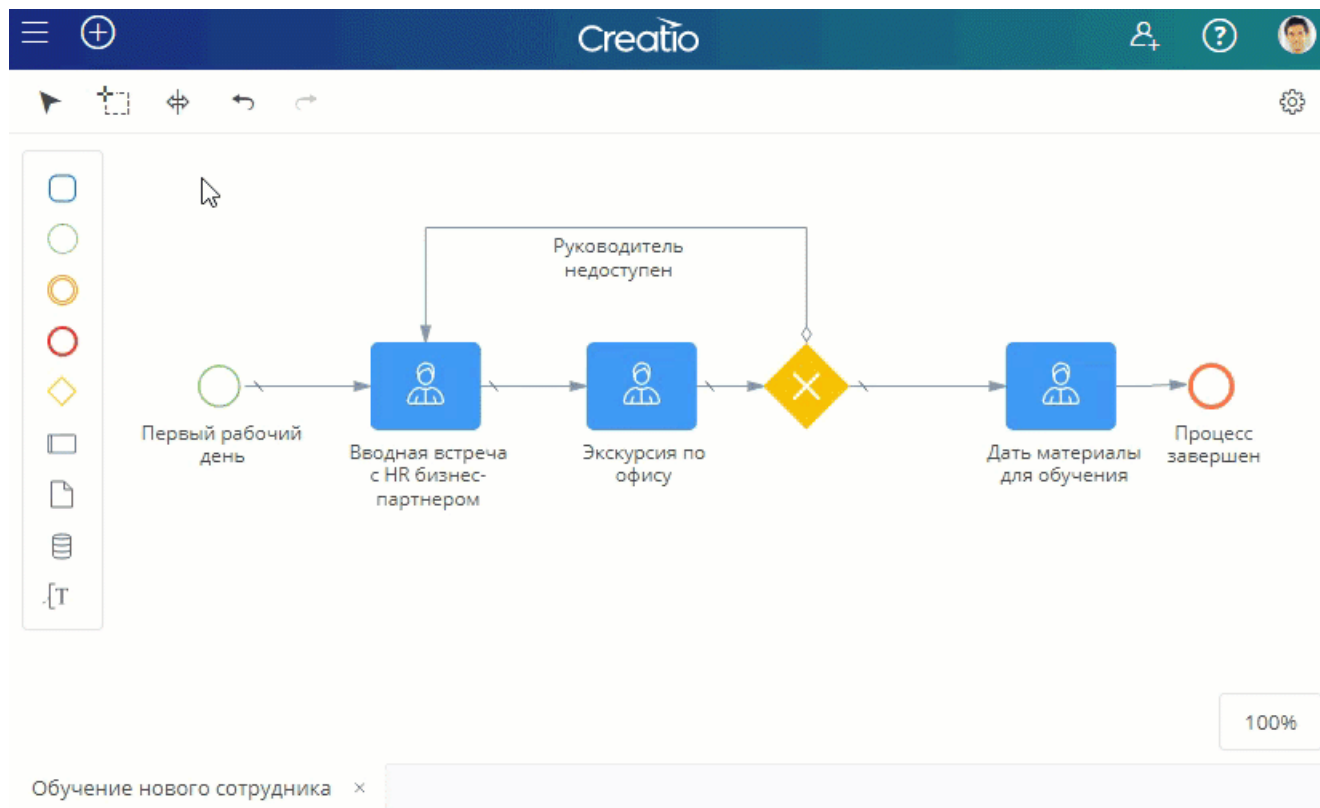 Creatio
?
Руководитель
недоступен
Первый рабочий
день
Вводная встреча
с HR бизнес-
партнером
Экскурсия по
офису
Дать материалы
для обучения
Процесс
завершен
T
100%
Обучение нового сотрудника ×